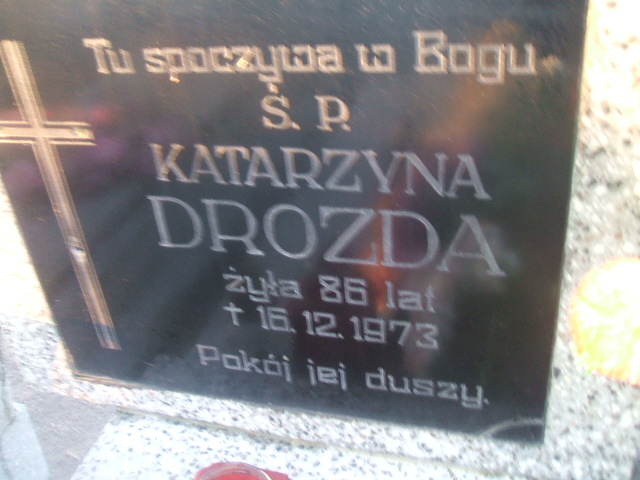 Tu spoczywa w Bogu
Ś. P.
KATARZYNA
DROZDA
żyła 86 lat
† 16.12.1973
Pokój jej duszy.